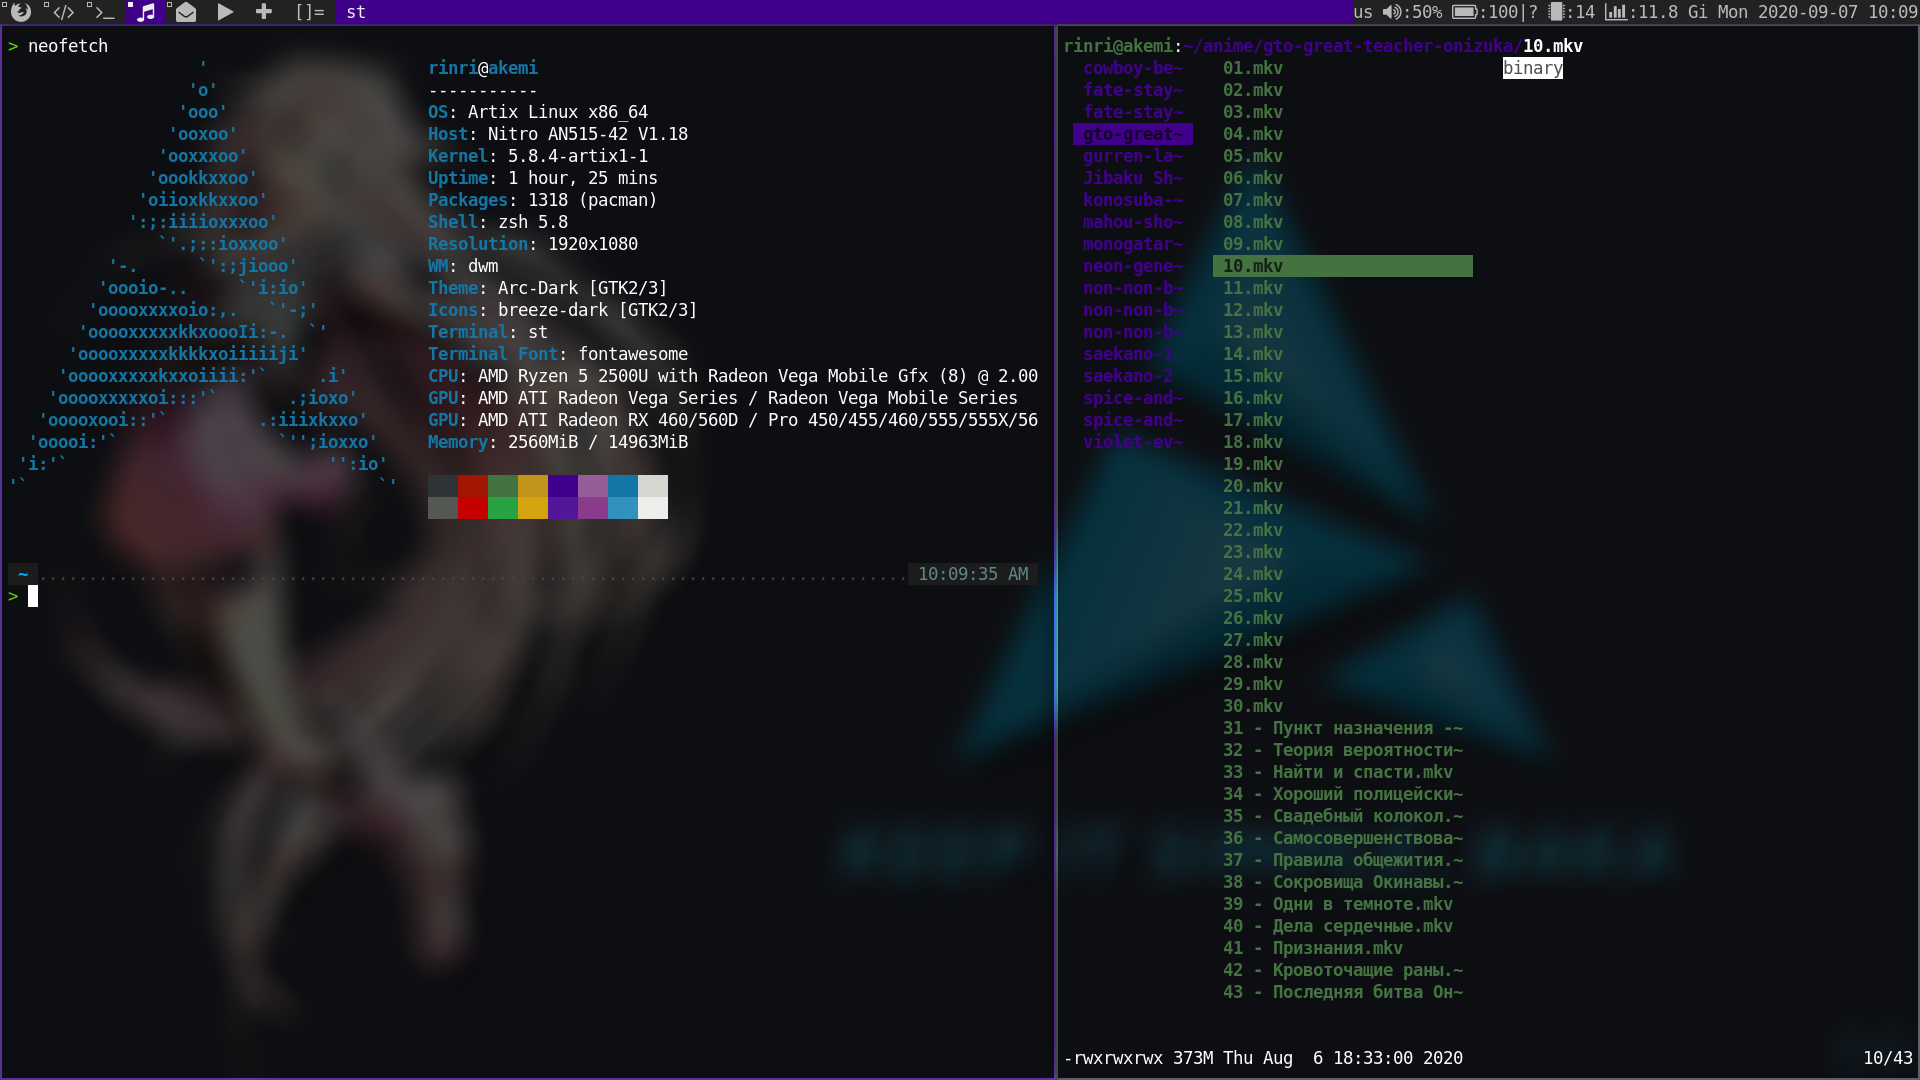 []= st us :50% :100|? :14 :11.8 Gi Mon 2020-09-07 10:09
> neofetch
'
'o'
'ooo'
'ooxoo'
'ooxxxoo'
'oookkxxoo'
'oiioxkkxxoo'
':;:iiiioxxxoo'
`'.;::ioxxoo'
'-. `':;jiooo'
'oooio-.. `'i:io'
'ooooxxxxoio:,. `'-;'
'ooooxxxxxkkxoooIi:-. `'
'ooooxxxxxkkkkxoiiiiiji'
'ooooxxxxxkxxoiiii:'` .i'
'ooooxxxxxoi:::'` .;ioxo'
'ooooxooi::'` .:iiixkxxo'
'ooooi:'` `'';ioxxo'
'i:'` '':io'
'` `'
rinri@akemi
-----------
OS: Artix Linux x86_64
Host: Nitro AN515-42 V1.18
Kernel: 5.8.4-artix1-1
Uptime: 1 hour, 25 mins
Packages: 1318 (pacman)
Shell: zsh 5.8
Resolution: 1920x1080
WM: dwm
Theme: Arc-Dark [GTK2/3]
Icons: breeze-dark [GTK2/3]
Terminal: st
Terminal Font: fontawesome
CPU: AMD Ryzen 5 2500U with Radeon Vega Mobile Gfx (8) @ 2.00
GPU: AMD ATI Radeon Vega Series / Radeon Vega Mobile Series
GPU: AMD ATI Radeon RX 460/560D / Pro 450/455/460/555/555X/56
Memory: 2560MiB / 14963MiB
~ 10:09:35 AM
>
rinri@akemi:~/anime/gto-great-teacher-onizuka/10.mkv
cowboy-be~
fate-stay~
fate-stay~
gto-great~
gurren-la~
Jibaku Sh~
konosuba-~
mahou-sho~
monogatar~
neon-gene~
non-non-b~
non-non-b~
non-non-b~
saekano-1
saekano-2
spice-and~
spice-and~
violet-ev~
01.mkv
02.mkv
03.mkv
04.mkv
05.mkv
06.mkv
07.mkv
08.mkv
09.mkv
10.mkv
11.mkv
12.mkv
13.mkv
14.mkv
15.mkv
16.mkv
17.mkv
18.mkv
19.mkv
20.mkv
21.mkv
22.mkv
23.mkv
24.mkv
25.mkv
26.mkv
27.mkv
28.mkv
29.mkv
30.mkv
31 - Пункт назначения -~
32 - Теория вероятности~
33 - Найти и спасти.mkv
34 - Хороший полицейски~
35 - Свадебный колокол.~
36 - Самосовершенствова~
37 - Правила общежития.~
38 - Сокровища Окинавы.~
39 - Одни в темноте.mkv
40 - Дела сердечные.mkv
41 - Признания.mkv
42 - Кровоточащие раны.~
43 - Последняя битва Он~
binary
-rwxrwxrwx 373M Thu Aug  6 18:33:00 2020 10/43